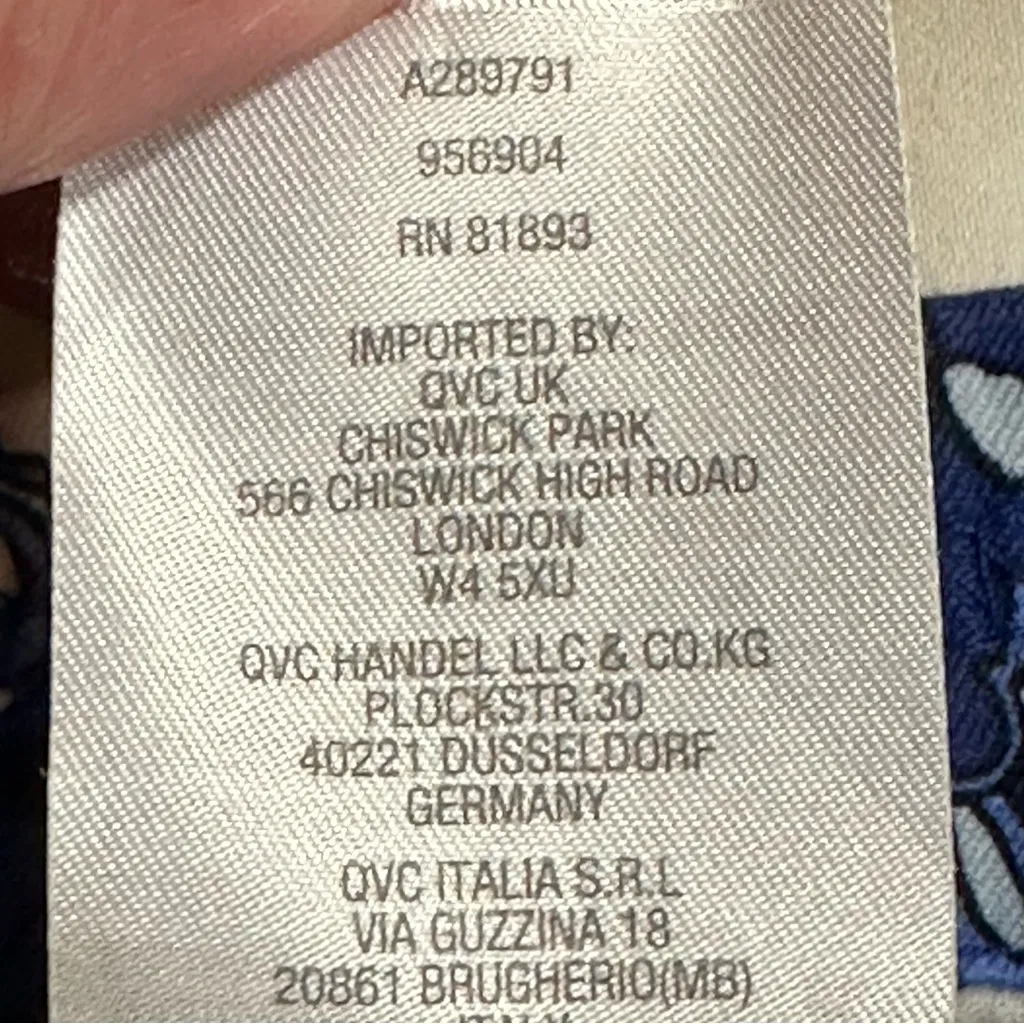 A289791
956904
RN 81893
IMPORTED BY:
QVC UK
CHISWICK PARK
566 CHISWICK HIGH ROAD
LONDON
W4 5XU
QVC HANDEL LLC & CO.KG
PLOCKSTR.30
40221 DUSSELDORF
GERMANY
QVC ITALIA S.R.L
VIA GUZZINA 18
20861 BRUGHERIO(MB)
ITALY